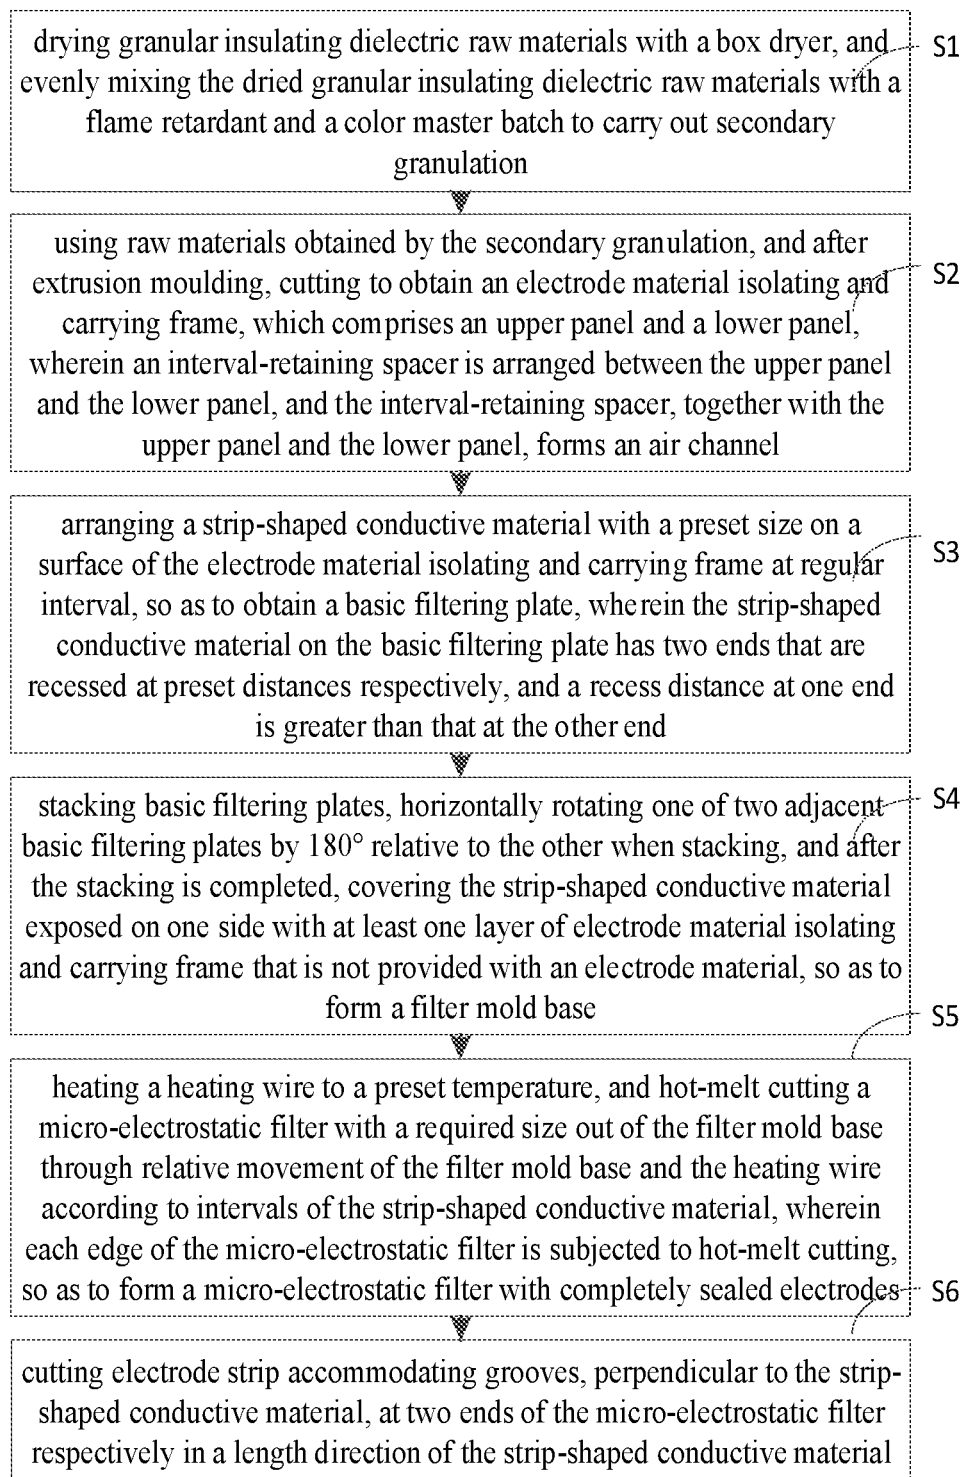 drying granular insulating dielectric raw materials with a box dryer, and
evenly mixing the dried granular insulating dielectric raw materials with a
flame retardant and a color master batch to carry out secondary
granulation
S1
using raw materials obtained by the secondary granulation, and after
extrusion moulding, cutting to obtain an electrode material isolating and
carrying frame, which comprises an upper panel and a lower panel,
wherein an interval-retaining spacer is arranged between the upper panel
and the lower panel, and the interval-retaining spacer, together with the
upper panel and the lower panel, forms an air channel
S2
arranging a strip-shaped conductive material with a preset size on a
surface of the electrode material isolating and carrying frame at regular
interval, so as to obtain a basic filtering plate, wherein the strip-shaped
conductive material on the basic filtering plate has two ends that are
recessed at preset distances respectively, and a recess distance at one end
is greater than that at the other end
S3
stacking basic filtering plates, horizontally rotating one of two adjacent
basic filtering plates by 180° relative to the other when stacking, and after
the stacking is completed, covering the strip-shaped conductive material
exposed on one side with at least one layer of electrode material isolating
and carrying frame that is not provided with an electrode material, so as to
form a filter mold base
S4
heating a heating wire to a preset temperature, and hot-melt cutting a
micro-electrostatic filter with a required size out of the filter mold base
through relative movement of the filter mold base and the heating wire
according to intervals of the strip-shaped conductive material, wherein
each edge of the micro-electrostatic filter is subjected to hot-melt cutting,
so as to form a micro-electrostatic filter with completely sealed electrodes
S5
cutting electrode strip accommodating grooves, perpendicular to the strip-
shaped conductive material, at two ends of the micro-electrostatic filter
respectively in a length direction of the strip-shaped conductive material
S6